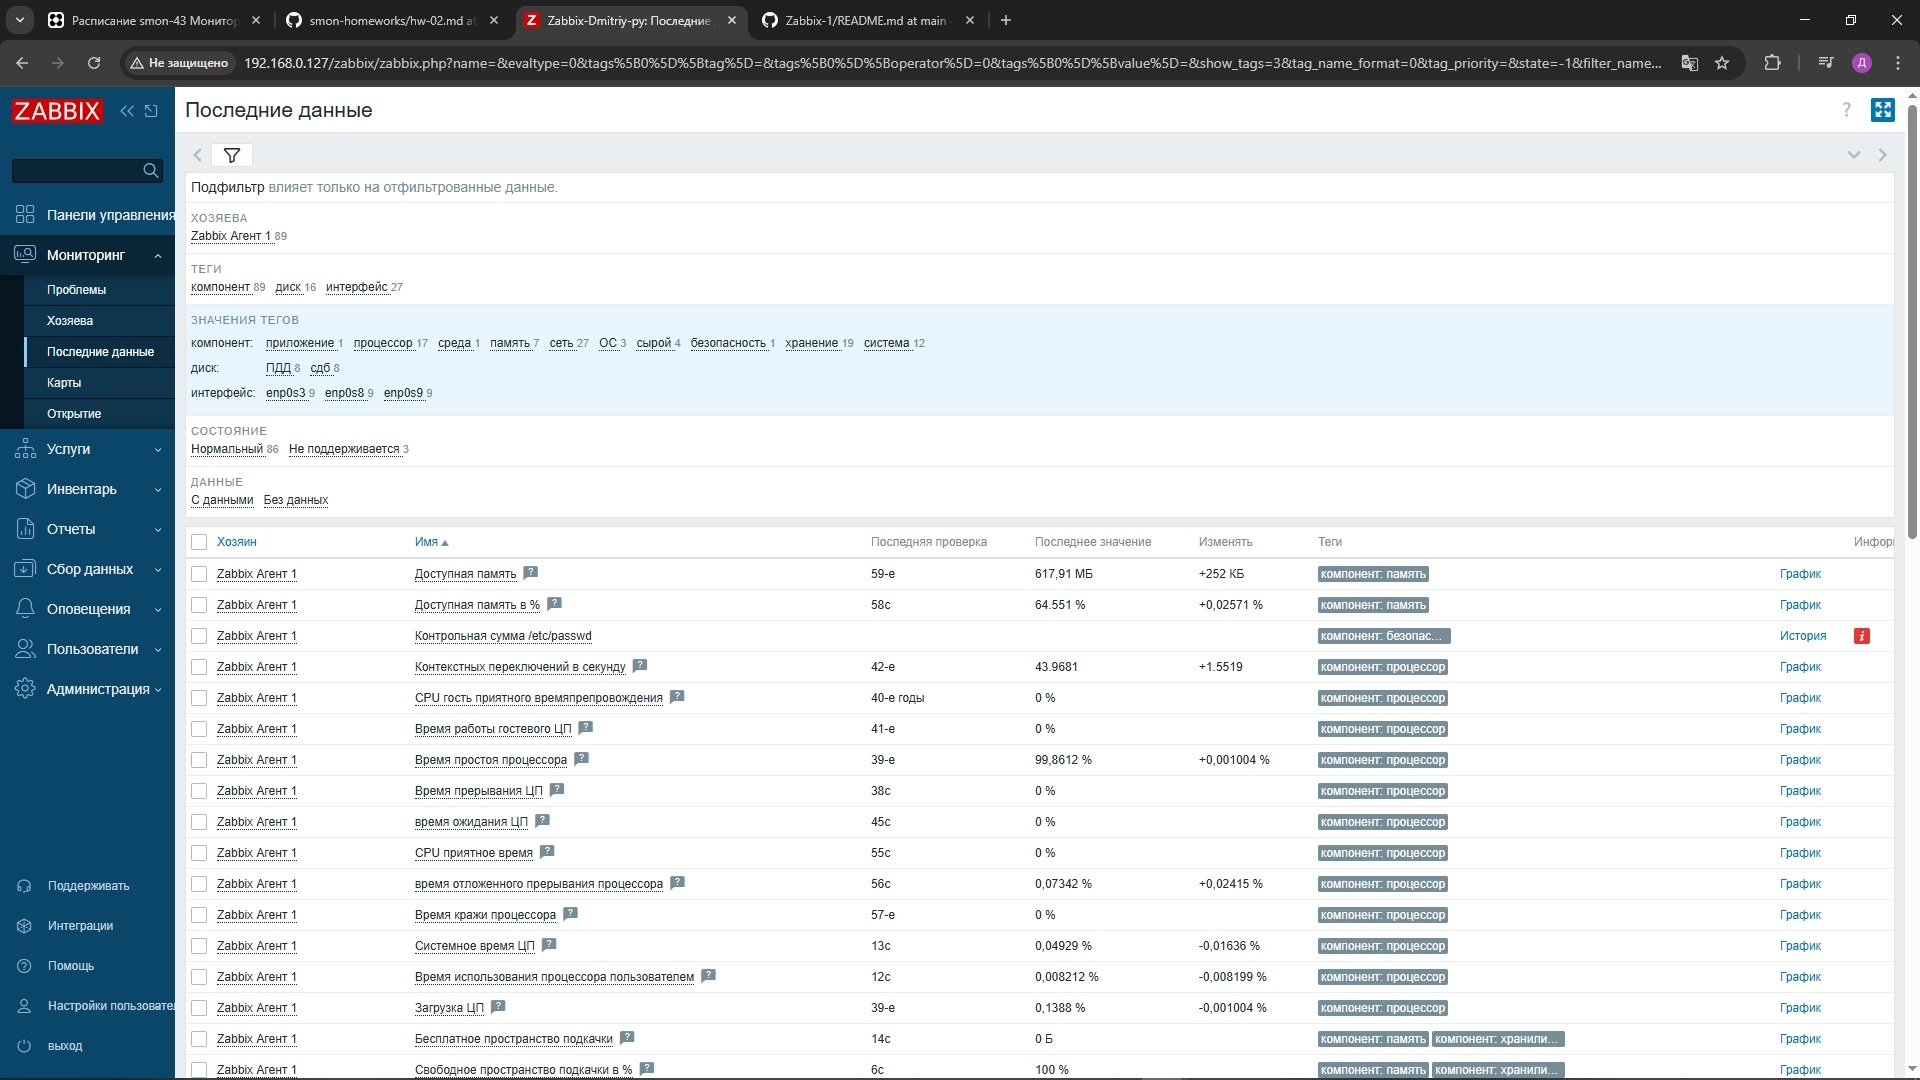 Расписание smon-43 Монитор
smon-homeworks/hw-02.md at
Zabbix-Dmitriy-py: Последние
Zabbix-1/README.md at main
Не защищено
192.168.0.127/zabbix/zabbix.php?name=&evaltype=0&tags%5B0%5D%5Btag%5D=&tags%5B0%5D%5Boperator%5D=0&tags%5B0%5D%5Bvalue%5D=&show_tags=3&tag_name_format=0&tag_priority=&state=-1&filter_name...
Д
ZABBIX
Панели управления
Мониторинг
Проблемы
Хозяева
Последние данные
Карты
Открытие
Услуги
Инвентарь
Отчеты
Сбор данных
Оповещения
Пользователи
Администрация
Поддерживать
Интеграции
Помощь
Настройки пользовател
выход
Последние данные
?
Подфильтр влияет только на отфильтрованные данные.
ХОЗЯЕВА
Zabbix Агент 1 89
ТЕГИ
компонент 89 диск 16 интерфейс 27
ЗНАЧЕНИЯ ТЕГОВ
компонент: приложение 1 процессор 17 среда 1 память 7 сеть 27 ОС 3 сырой 4 безопасность 1 хранение 19 система 12
диск: ПДД 8 сдб 8
интерфейс: enp0s3 9 enp0s8 9 enp0s9 9
СОСТОЯНИЕ
Нормальный 86 Не поддерживается 3
ДАННЫЕ
С данными Без данных
Хозяин Имя Последняя проверка Последнее значение Изменять Теги Инфор
Zabbix Агент 1 Доступная память ? 59-е 617,91 МБ +252 КБ компонент: память График
Zabbix Агент 1 Доступная память в % ? 58с 64.551 % +0,02571 % компонент: память График
Zabbix Агент 1 Контрольная сумма /etc/passwd компонент: безопас... История i
Zabbix Агент 1 Контекстных переключений в секунду ? 42-е 43.9681 +1.5519 компонент: процессор График
Zabbix Агент 1 CPU гость приятного времяпрепровождения ? 40-е годы 0 % компонент: процессор График
Zabbix Агент 1 Время работы гостевого ЦП ? 41-е 0 % компонент: процессор График
Zabbix Агент 1 Время простоя процессора ? 39-е 99,8612 % +0,001004 % компонент: процессор График
Zabbix Агент 1 Время прерывания ЦП ? 38с 0 % компонент: процессор График
Zabbix Агент 1 время ожидания ЦП ? 45с 0 % компонент: процессор График
Zabbix Агент 1 CPU приятное время ? 55с 0 % компонент: процессор График
Zabbix Агент 1 время отложенного прерывания процессора ? 56с 0,07342 % +0,02415 % компонент: процессор График
Zabbix Агент 1 Время кражи процессора ? 57-е 0 % компонент: процессор График
Zabbix Агент 1 Системное время ЦП ? 13с 0,04929 % -0,01636 % компонент: процессор График
Zabbix Агент 1 Время использования процессора пользователем ? 12с 0,008212 % -0,008199 % компонент: процессор График
Zabbix Агент 1 Загрузка ЦП ? 39-е 0,1388 % -0,001004 % компонент: процессор График
Zabbix Агент 1 Бесплатное пространство подкачки ? 14с 0 Б компонент: память компонент: хранили... График
Zabbix Агент 1 Свободное пространство подкачки в % ? 6с 100 % компонент: память компонент: хранили... График